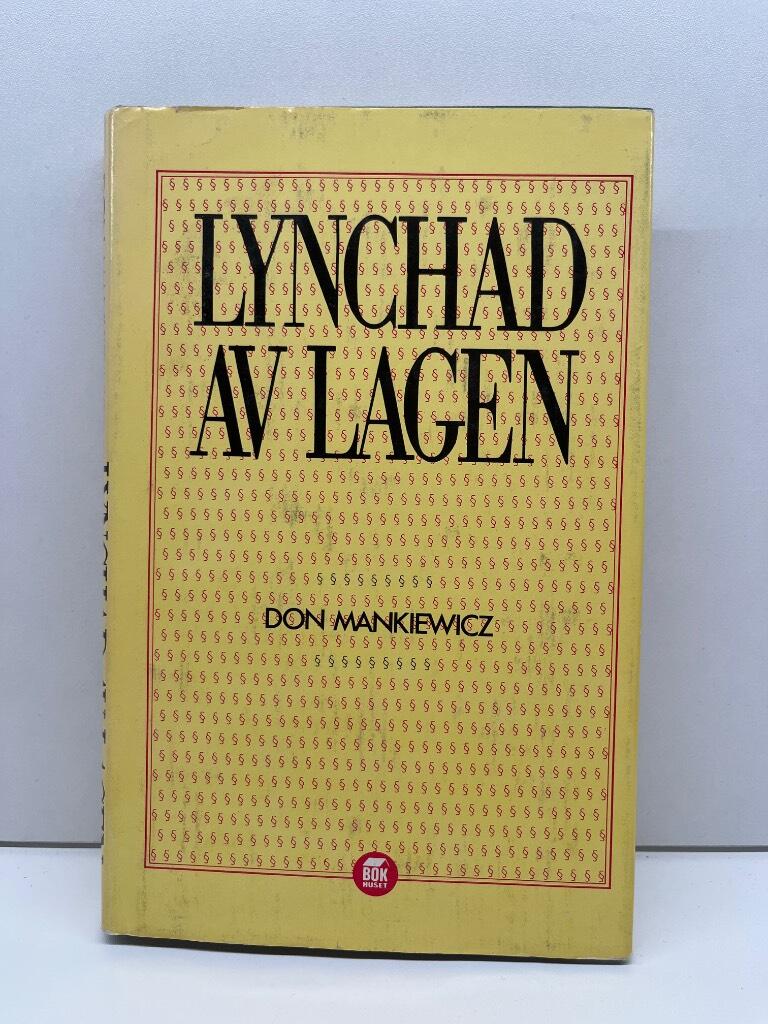 LYNCHAD
AV LAGEN
§ § § § § § § § §
DON MANKIEWICZ
§ § § § § § § § §
BOK
HUSET